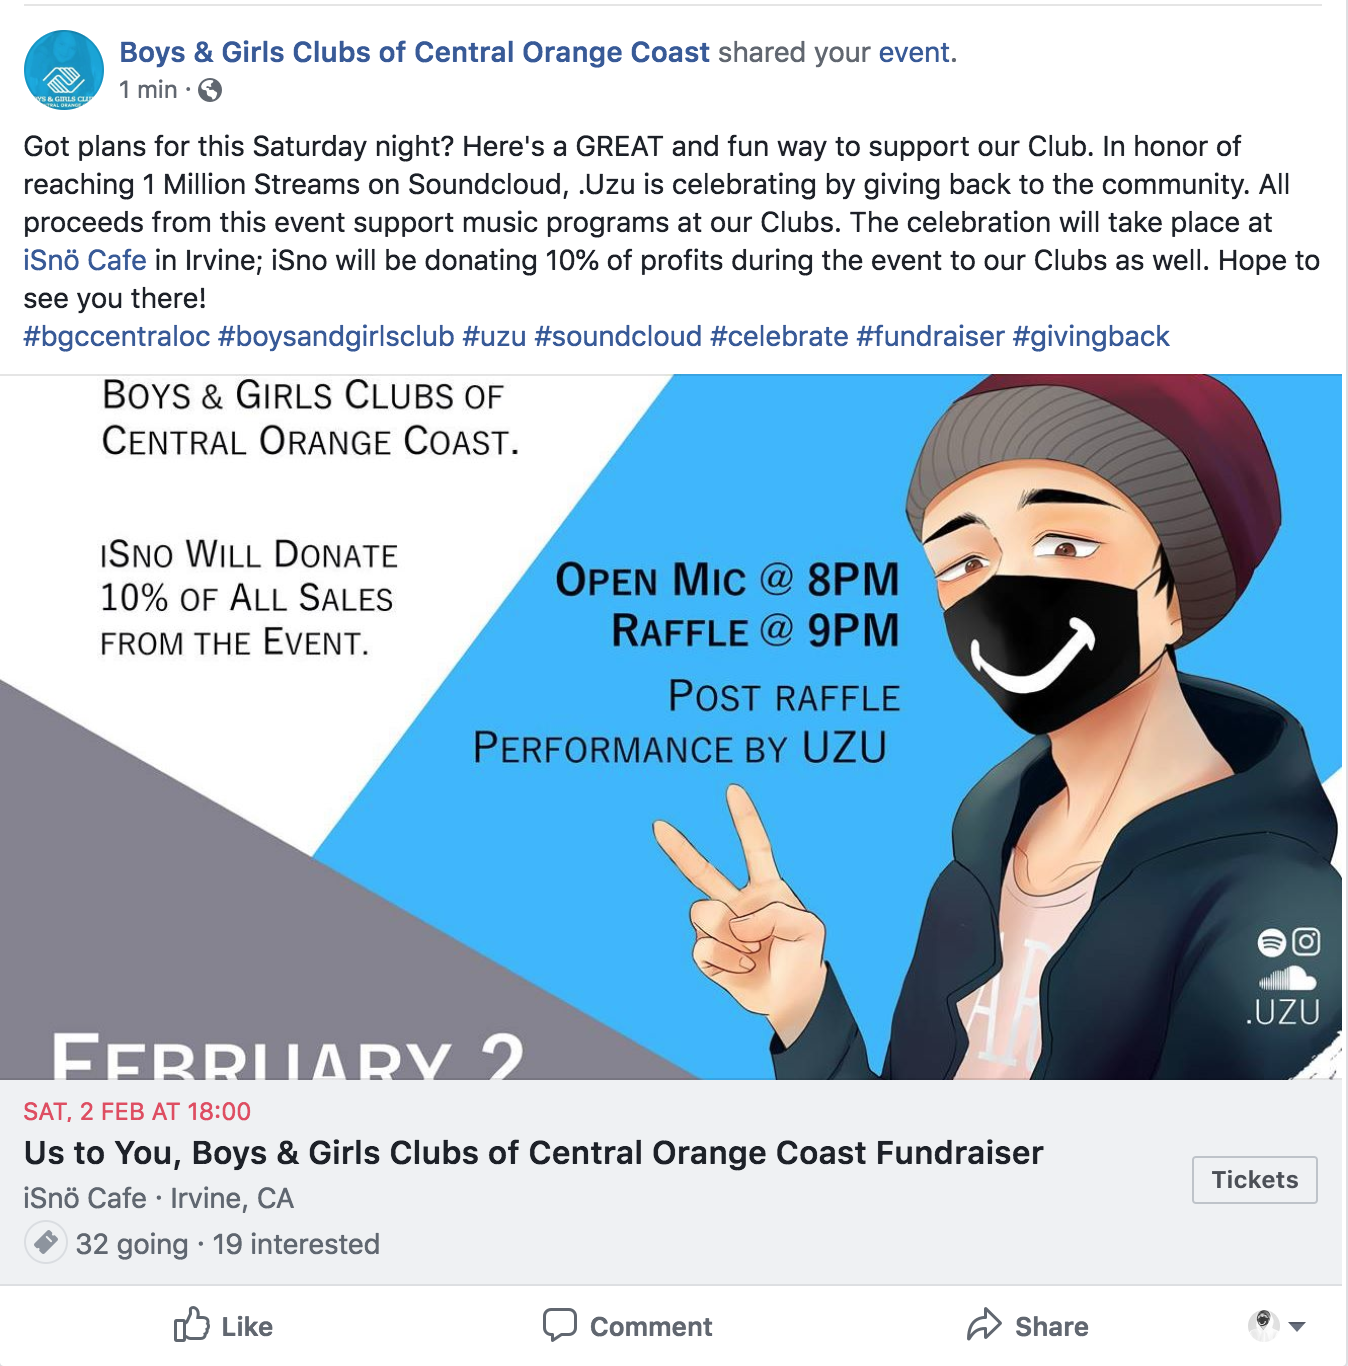 Boys & Girls Clubs of Central Orange Coast shared your event.
1 min ·
Got plans for this Saturday night? Here's a GREAT and fun way to support our Club. In honor of
reaching 1 Million Streams on Soundcloud, .Uzu is celebrating by giving back to the community. All
proceeds from this event support music programs at our Clubs. The celebration will take place at
iSnö Cafe in Irvine; iSno will be donating 10% of profits during the event to our Clubs as well. Hope to
see you there!
#bgccentraloc #boysandgirlsclub #uzu #soundcloud #celebrate #fundraiser #givingback
BOYS & GIRLS CLUBS OF
CENTRAL ORANGE COAST.
ISNO WILL DONATE
10% OF ALL SALES
FROM THE EVENT.
OPEN MIC @ 8PM
RAFFLE @ 9PM
POST RAFFLE
PERFORMANCE BY UZU
.UZU
FEBRUARY 2
SAT, 2 FEB AT 18:00
Us to You, Boys & Girls Clubs of Central Orange Coast Fundraiser
iSnö Cafe · Irvine, CA
Tickets
32 going · 19 interested
Like
Comment
Share